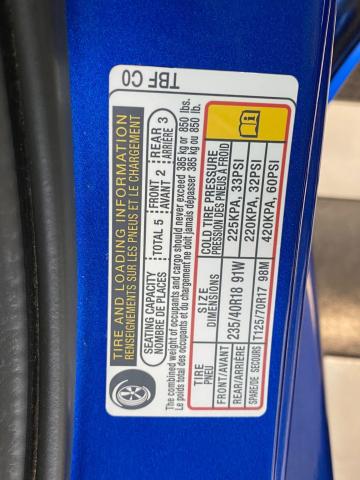 TIRE AND LOADING INFORMATION
RENSEIGNEMENTS SUR LES PNEUS ET LE CHARGEMENT
SEATING CAPACITY TOTAL 5 FRONT 2 REAR 3
NOMBRE DE PLACES AVANT ARRIÈRE
The combined weight of occupants and cargo should never exceed 385 kg or 850 lbs.
Le poids total des occupants et du chargement ne doit jamais dépasser 385 kg ou 850 lb.
TIRE SIZE COLD TIRE PRESSURE
PNEU DIMENSIONS PRESSION DES PNEUS À FROID
FRONT/AVANT 235/40R18 91W 225KPA, 33PSI
REAR/ARRIÈRE 220KPA, 32PSI
SPARE/DE SECOURS T125/70R17 98M 420KPA, 60PSI
TBF C0